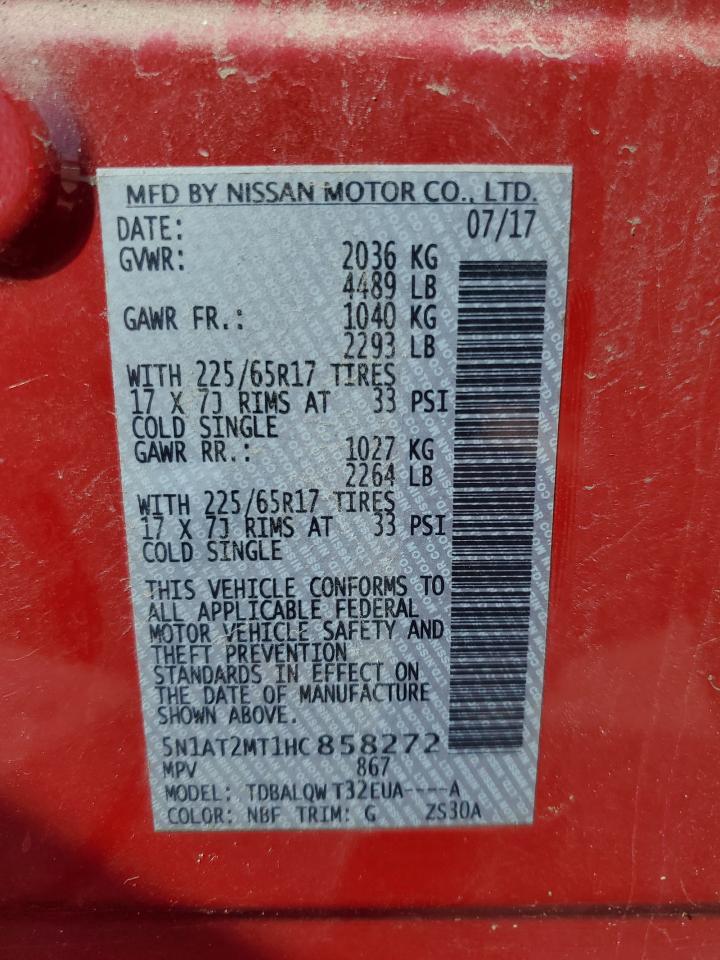 MFD BY NISSAN MOTOR CO., LTD.
DATE: 07/17
GVWR: 2036 KG
4489 LB
GAWR FR.: 1040 KG
2293 LB
WITH 225/65R17 TIRES
17 X 7J RIMS AT 33 PSI
COLD SINGLE
GAWR RR.: 1027 KG
2264 LB
WITH 225/65R17 TIRES
17 X 7J RIMS AT 33 PSI
COLD SINGLE
THIS VEHICLE CONFORMS TO
ALL APPLICABLE FEDERAL
MOTOR VEHICLE SAFETY AND
THEFT PREVENTION
STANDARDS IN EFFECT ON
THE DATE OF MANUFACTURE
SHOWN ABOVE.
5N1AT2MT1HC858272
MPV 867
MODEL: TDBALQW T32EUA----A
COLOR: NBF TRIM: G ZS30A